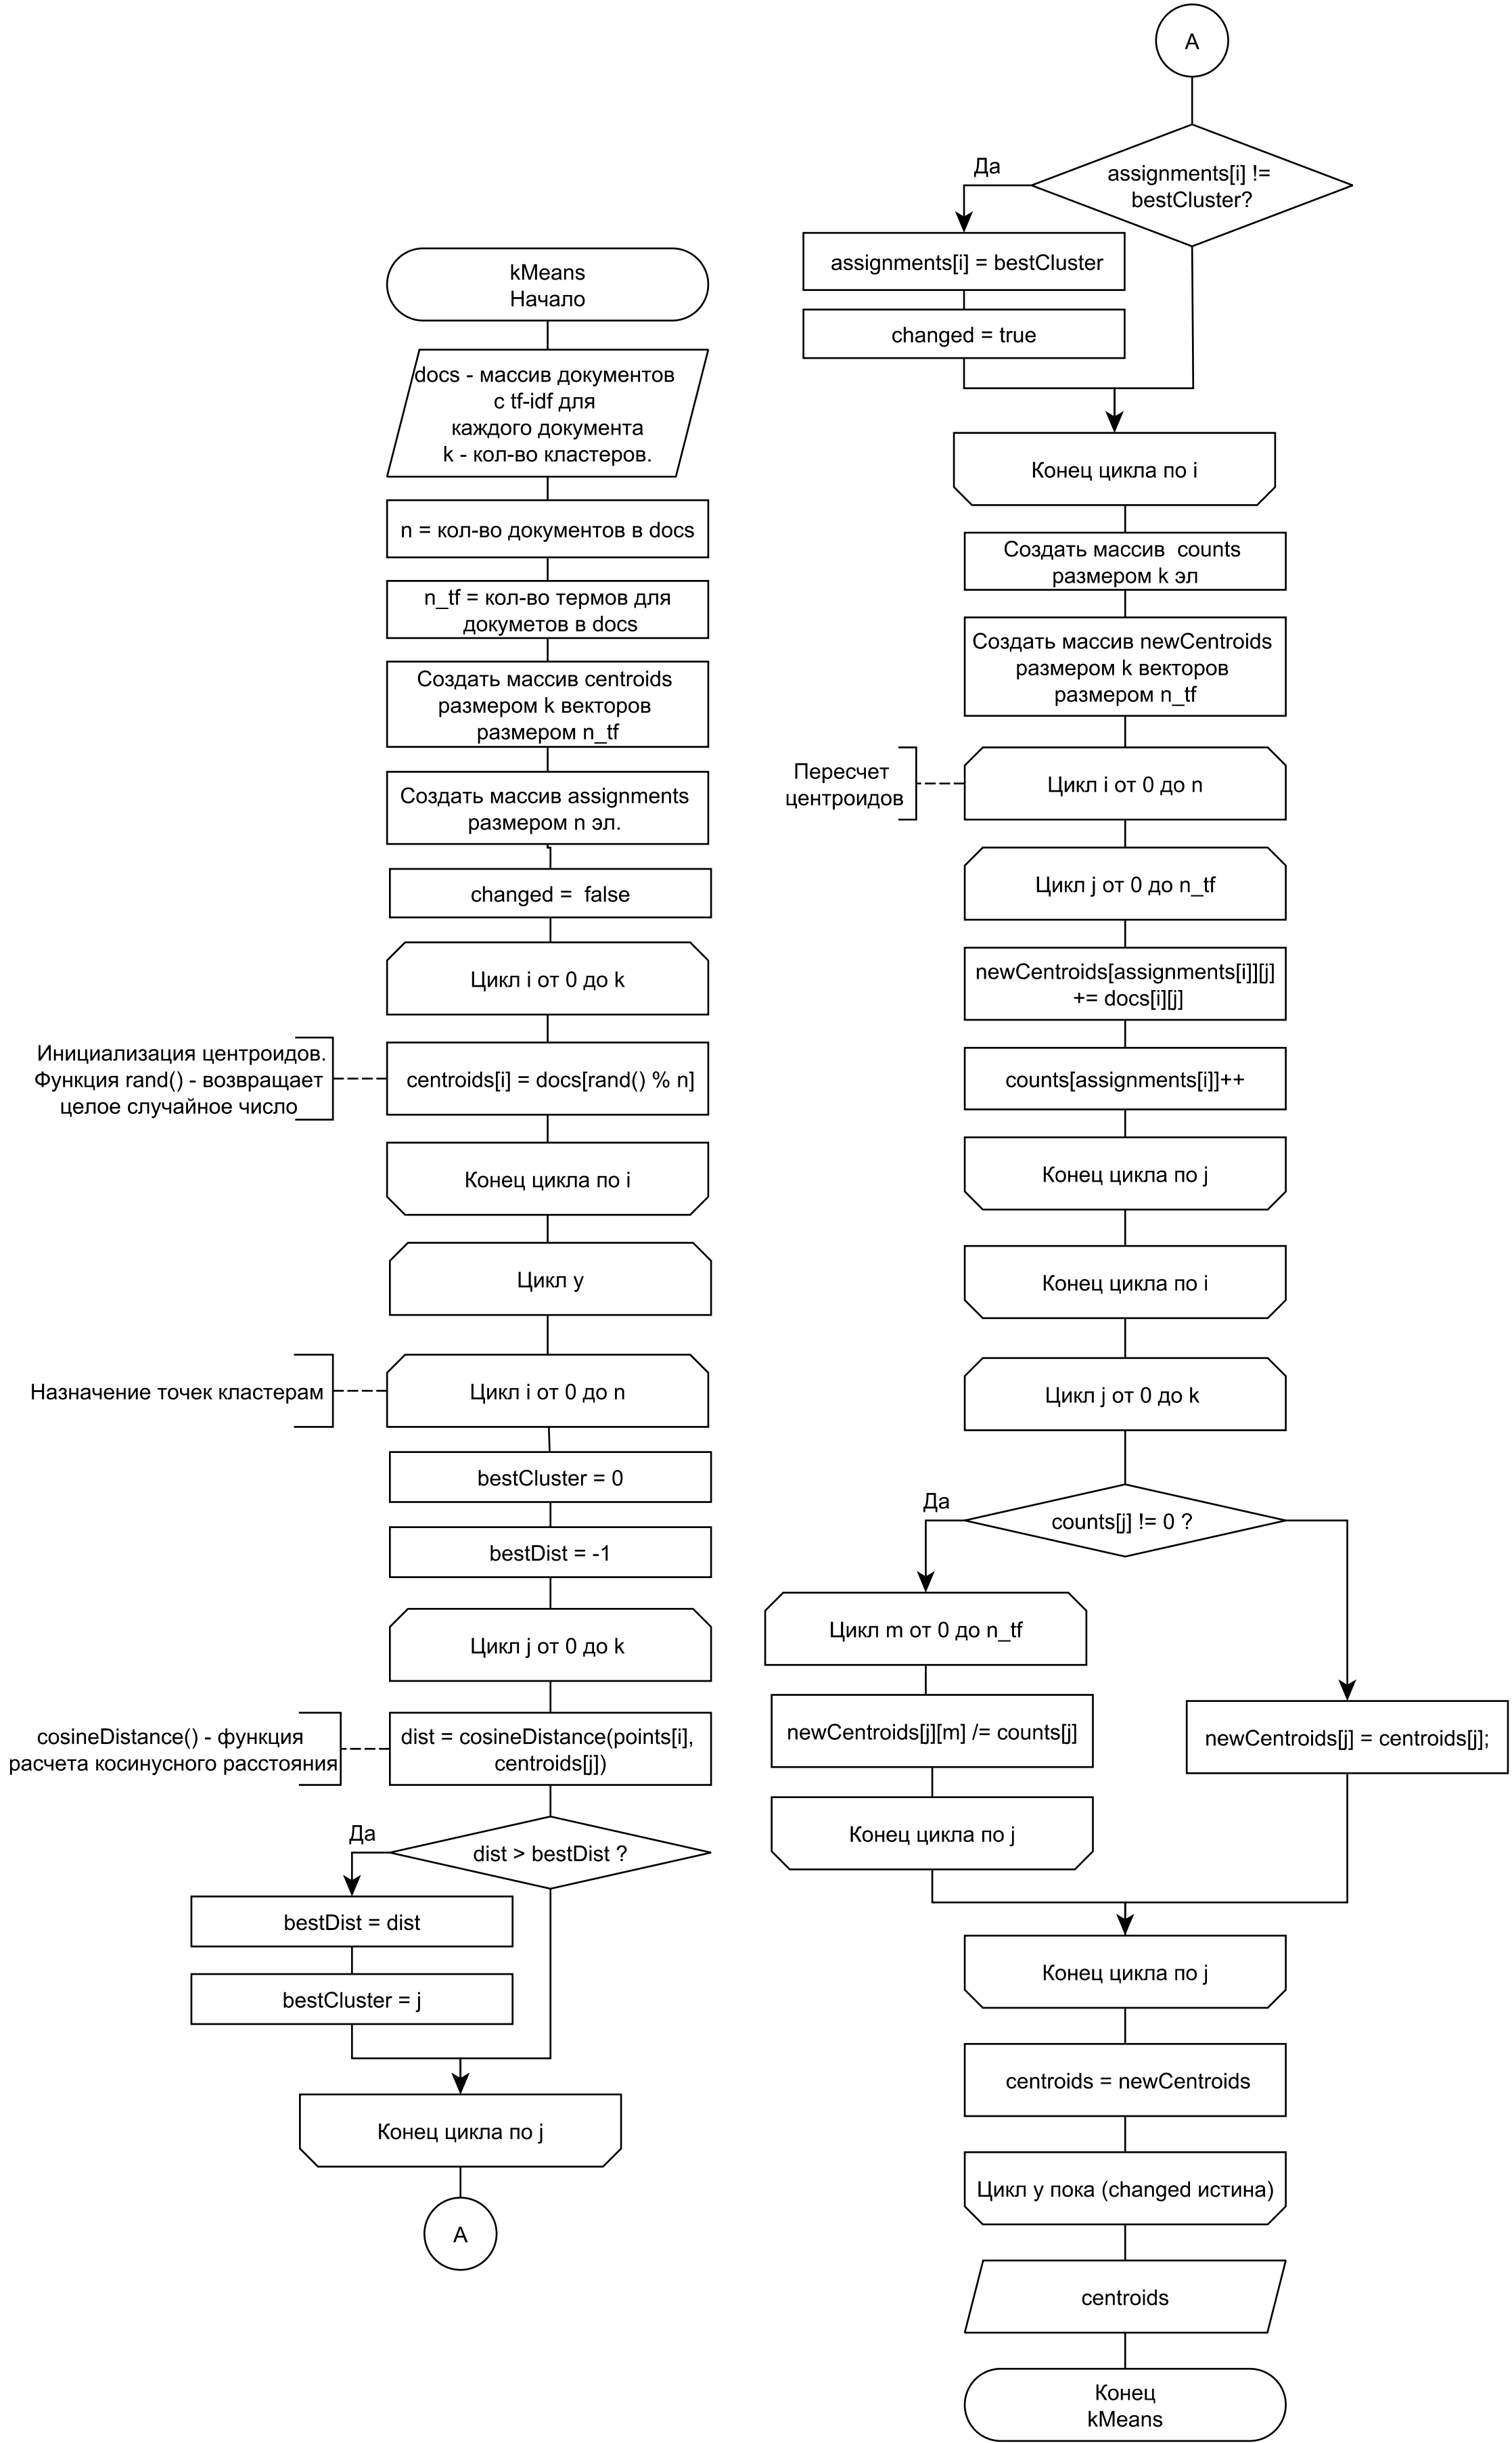 kMeans
Начало
docs - массив документов
с tf-idf для
каждого документа
k - кол-во кластеров.
n = кол-во документов в docs
n_tf = кол-во термов для
докуметов в docs
Создать массив centroids
размером k векторов
размером n_tf
Создать массив assignments
размером n эл.
changed = false
Цикл i от 0 до k
Инициализация центроидов.
Функция rand() - возвращает
целое случайное число
centroids[i] = docs[rand() % n]
Конец цикла по i
Цикл y
Назначение точек кластерам
Цикл i от 0 до n
bestCluster = 0
bestDist = -1
Цикл j от 0 до k
cosineDistance() - функция
расчета косинусного расстояния
dist = cosineDistance(points[i],
centroids[j])
Да
dist > bestDist ?
bestDist = dist
bestCluster = j
Конец цикла по j
A
A
Да
assignments[i] !=
bestCluster?
assignments[i] = bestCluster
changed = true
Конец цикла по i
Создать массив counts
размером k эл
Создать массив newCentroids
размером k векторов
размером n_tf
Пересчет
центроидов
Цикл i от 0 до n
Цикл j от 0 до n_tf
newCentroids[assignments[i]][j]
+= docs[i][j]
counts[assignments[i]]++
Конец цикла по j
Конец цикла по i
Цикл j от 0 до k
Да
counts[j] != 0 ?
Цикл m от 0 до n_tf
newCentroids[j][m] /= counts[j]
Конец цикла по j
newCentroids[j] = centroids[j];
Конец цикла по j
centroids = newCentroids
Цикл y пока (changed истина)
centroids
Конец
kMeans